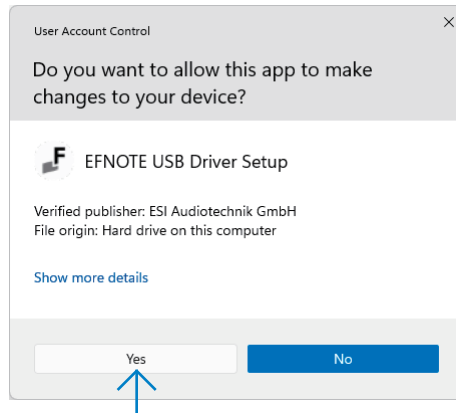 User Account Control
Do you want to allow this app to make
changes to your device?
F
EFNOTE USB Driver Setup
Verified publisher: ESI Audiotechnik GmbH
File origin: Hard drive on this computer
Show more details
Yes
No